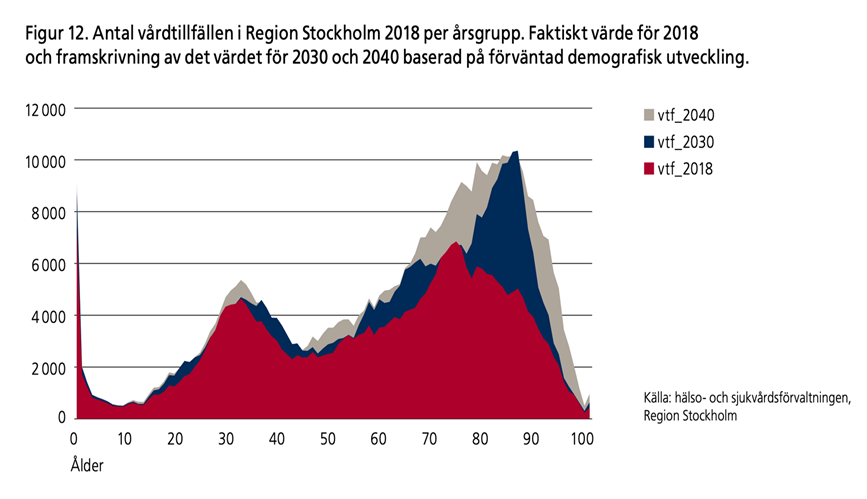 Figur 12. Antal vårdtillfällen i Region Stockholm 2018 per årsgrupp. Faktiskt värde för 2018
och framskrivning av det värdet för 2030 och 2040 baserad på förväntad demografisk utveckling.
12 000
10 000
8 000
6 000
4 000
2 000
0
0 10 20 30 40 50 60 70 80 90 100
Ålder
vtf_2040
vtf_2030
vtf_2018
Källa: hälso- och sjukvårdsförvaltningen,
Region Stockholm